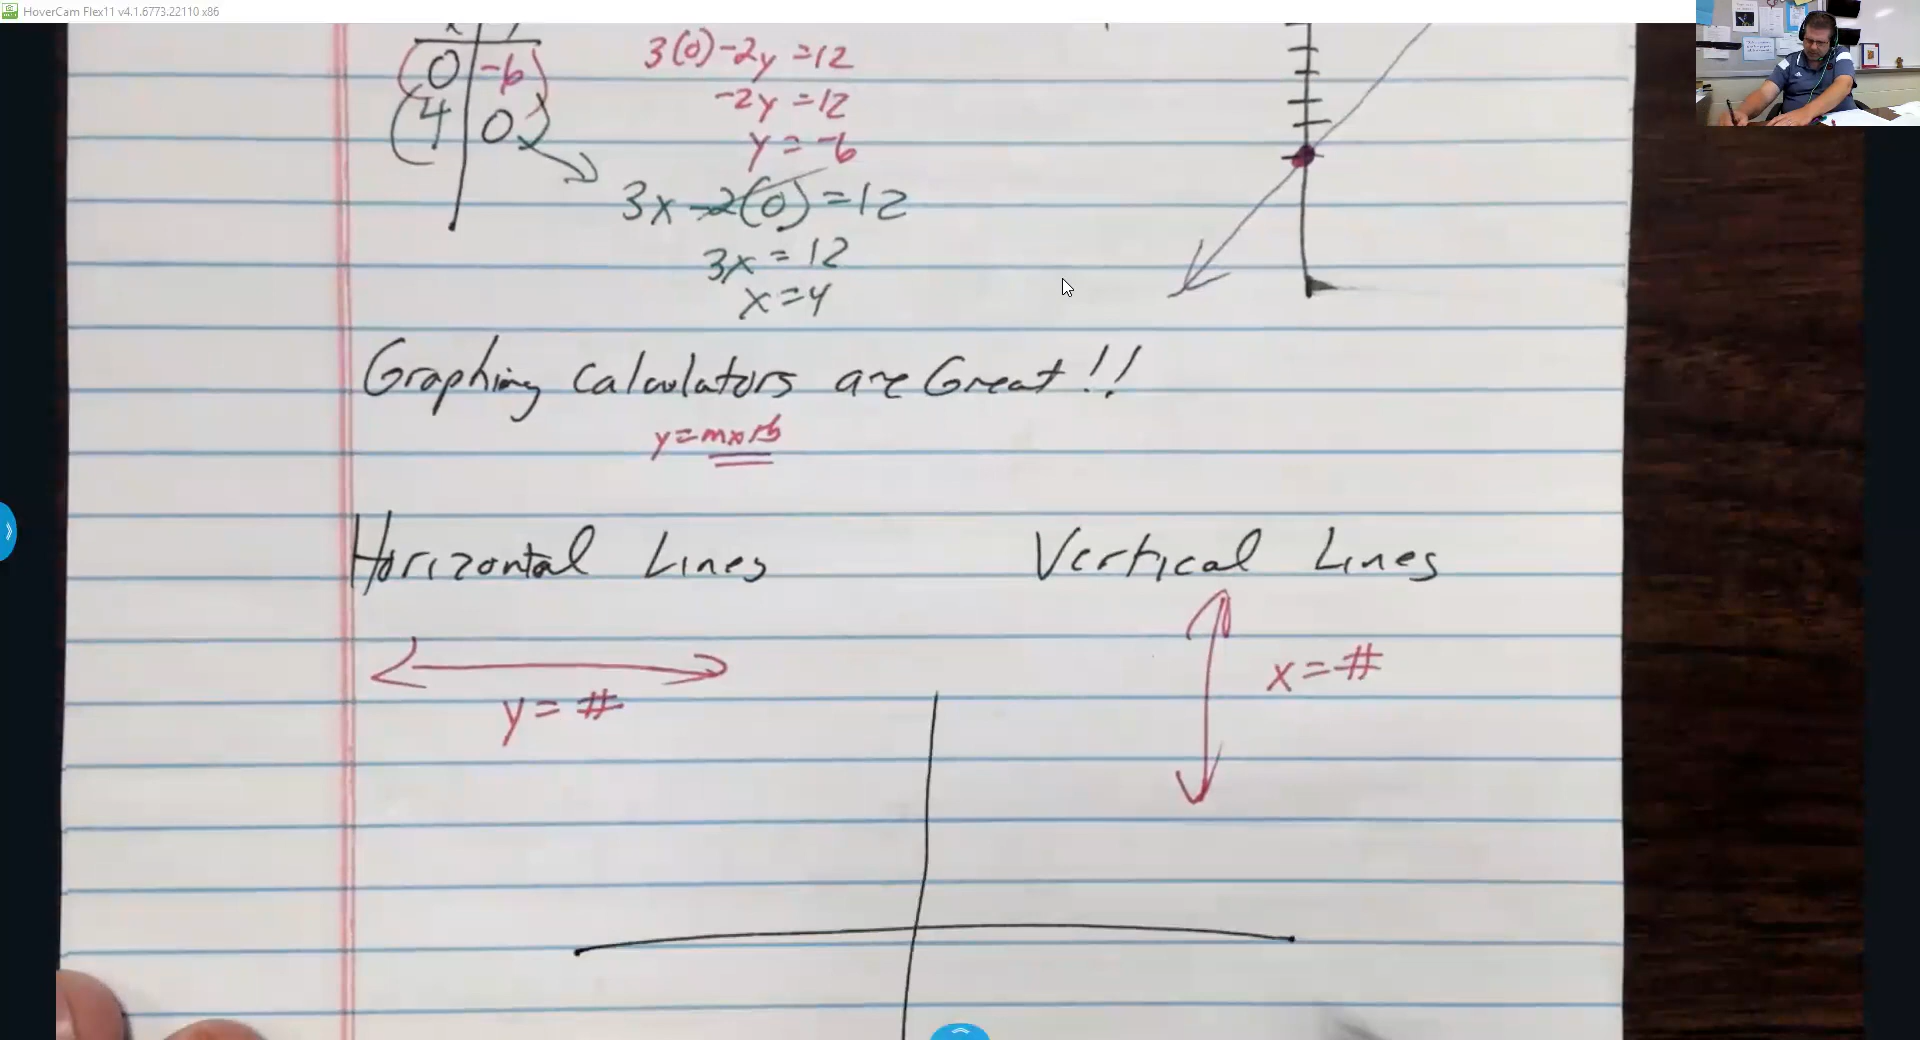 HoverCam Flex11 v4.1.6773.22110 x86
0 -6
4 0
3(0)-2y=12
-2y=12
y=-6
3x-2(0)=12
3x=12
x=4
Graphing Calculators are Great!!
y=mx+b
Horizontal Lines
Vertical Lines
y=#
x=#